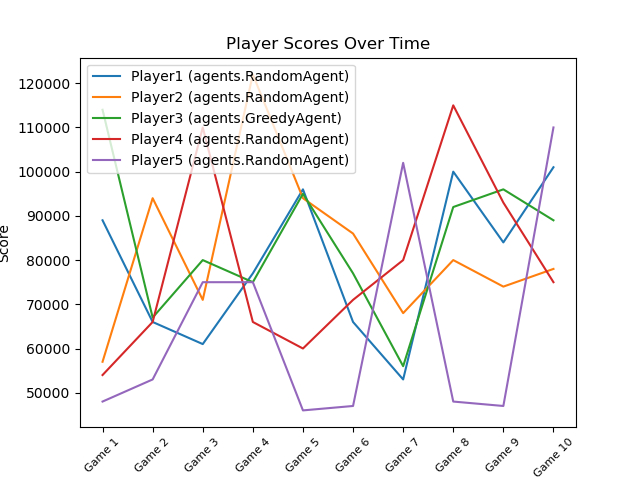 Player Scores Over Time
Player1 (agents.RandomAgent)
Player2 (agents.RandomAgent)
Player3 (agents.GreedyAgent)
Player4 (agents.RandomAgent)
Player5 (agents.RandomAgent)
120000
110000
100000
90000
80000
70000
60000
50000
Score
Game 1
Game 2
Game 3
Game 4
Game 5
Game 6
Game 7
Game 8
Game 9
Game 10